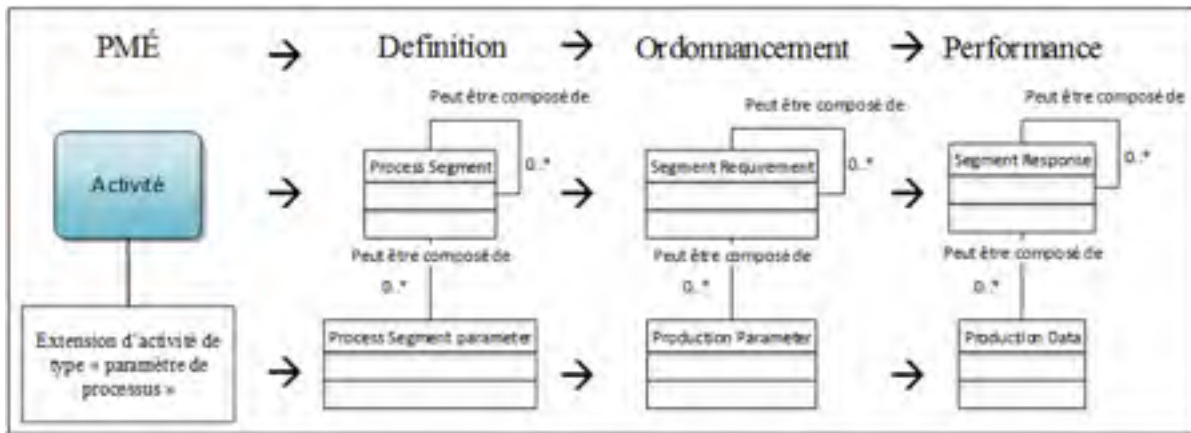 PMÉ → Definition → Ordonnancement → Performance
Peut être composé de
Peut être composé de
Peut être composé de
Activité
→
Process Segment
0..*
→
Segment Requirement
0..*
→
Segment Response
0..*
Peut être composé de
Peut être composé de
Peut être composé de
0..*
0..*
0..*
Extension d'activité de
type « paramètre de
processus »
→
Process Segment parameter
→
Production Parameter
→
Production Data